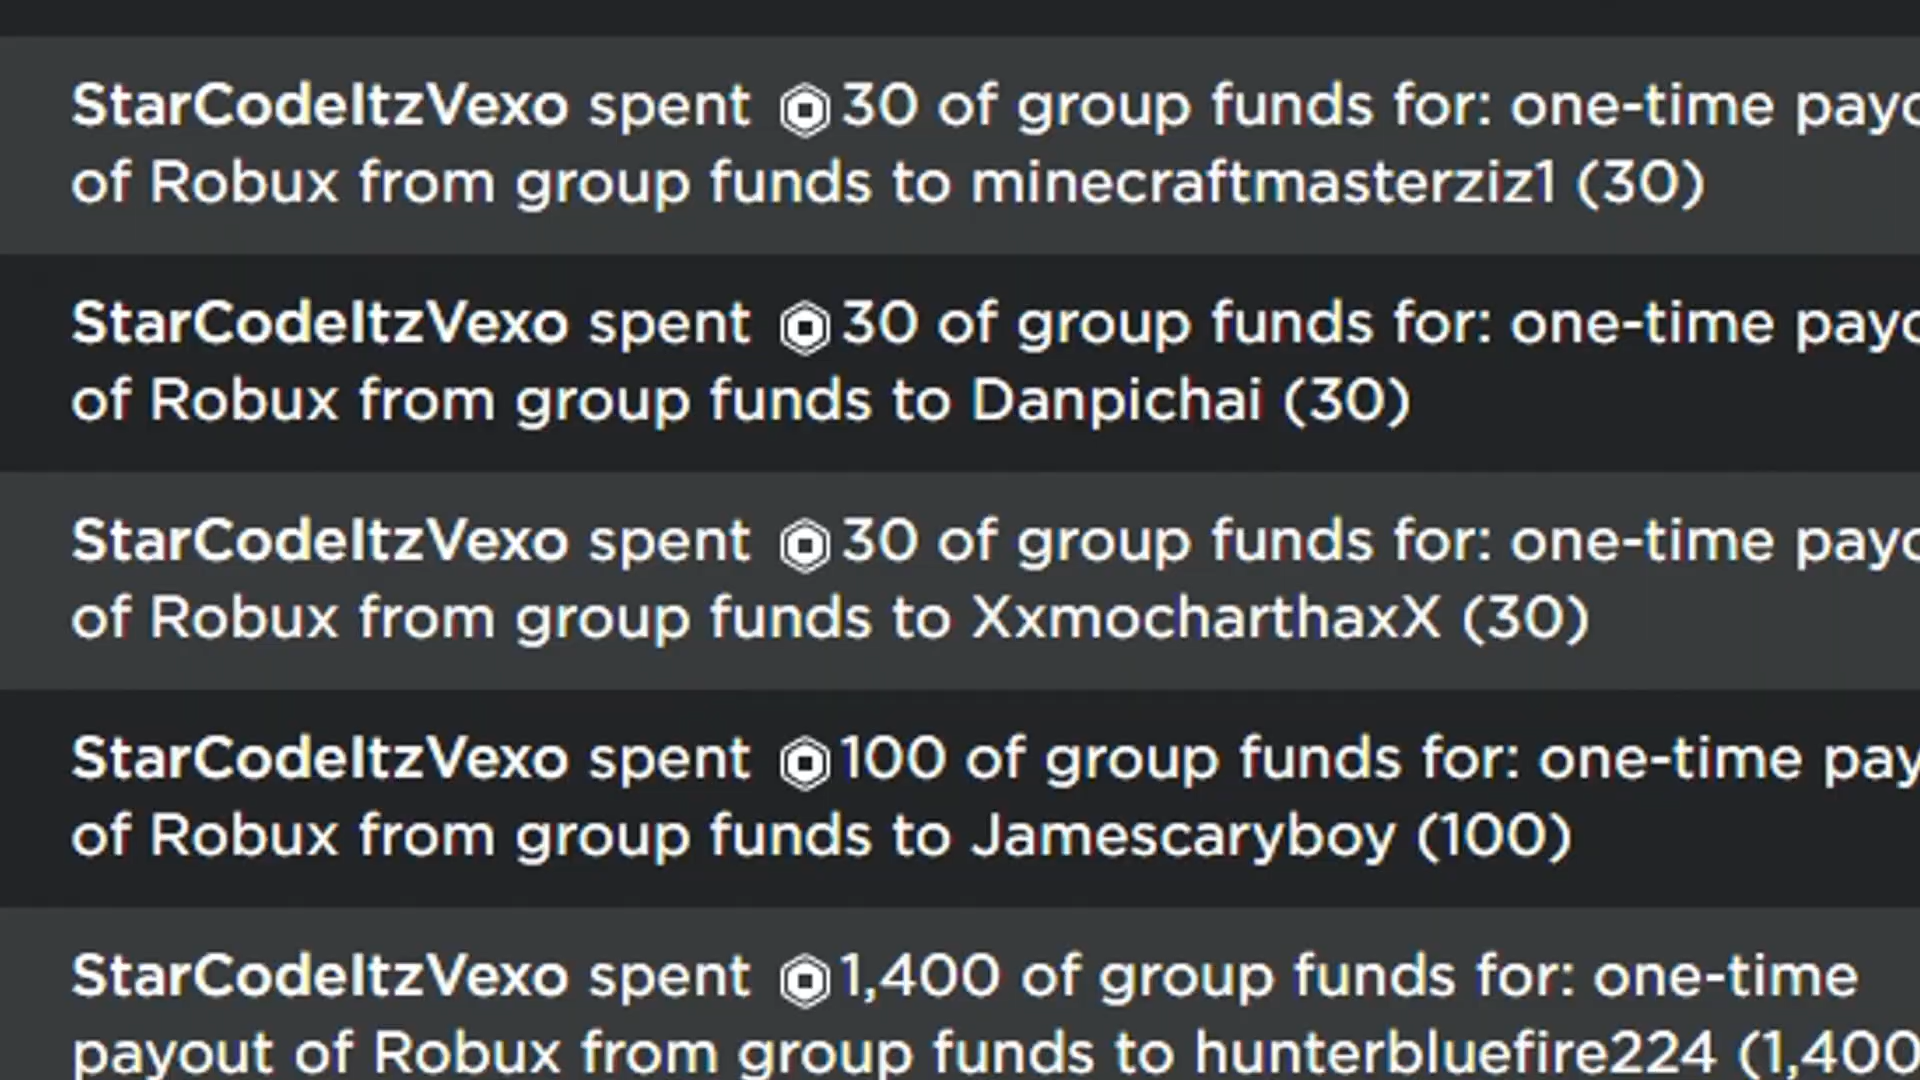 StarCodeItzVexo spent 30 of group funds for: one-time payo
of Robux from group funds to minecraftmasterziz1 (30)
StarCodeItzVexo spent 30 of group funds for: one-time payo
of Robux from group funds to Danpichai (30)
StarCodeItzVexo spent 30 of group funds for: one-time payo
of Robux from group funds to XxmocharthaxX (30)
StarCodeItzVexo spent 100 of group funds for: one-time pay
of Robux from group funds to Jamescaryboy (100)
StarCodeItzVexo spent 1,400 of group funds for: one-time
payout of Robux from group funds to hunterbluefire224 (1,400